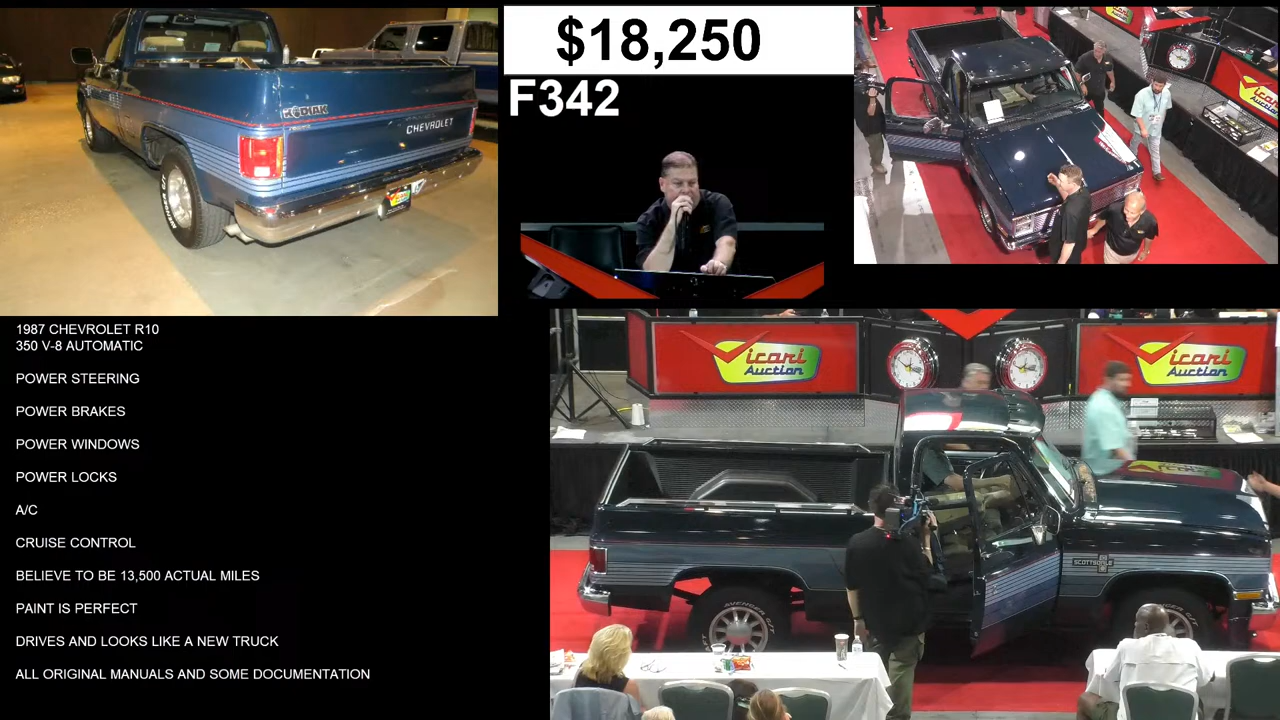 $18,250
F342
KODIAK
CHEVROLET
1987 CHEVROLET R10
350 V-8 AUTOMATIC
POWER STEERING
POWER BRAKES
POWER WINDOWS
POWER LOCKS
A/C
CRUISE CONTROL
BELIEVE TO BE 13,500 ACTUAL MILES
PAINT IS PERFECT
DRIVES AND LOOKS LIKE A NEW TRUCK
ALL ORIGINAL MANUALS AND SOME DOCUMENTATION
Vicari
Auction
Vicari
Auction
SCOTTSDALE